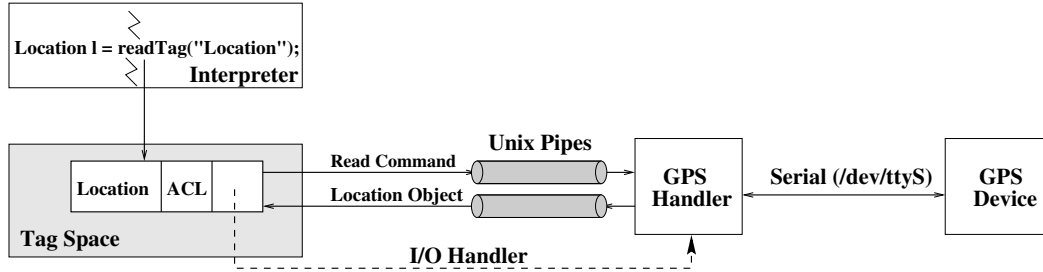 Location l = readTag("Location");
Interpreter
Unix Pipes
Read Command
Location
ACL
Location Object
Tag Space
I/O Handler
GPS
Handler
Serial (/dev/ttyS)
GPS
Device